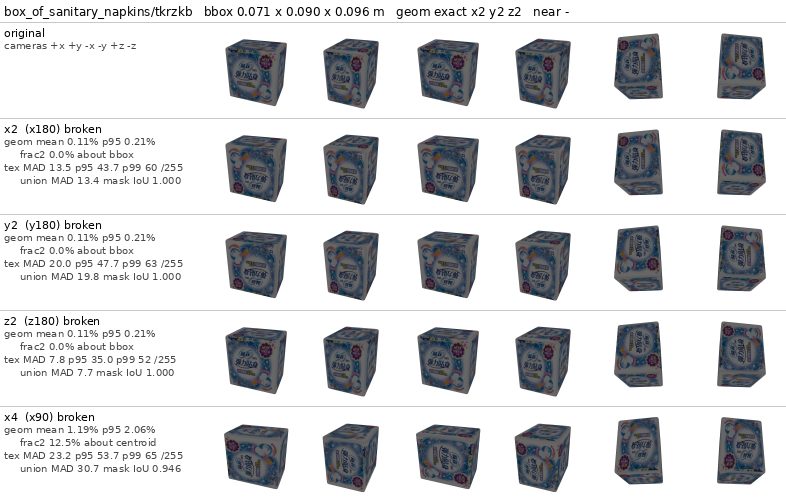 box_of_sanitary_napkins/tkrzkb bbox 0.071 x 0.090 x 0.096 m geom exact x2 y2 z2 near -
original
cameras +x +y -x -y +z -z
x2 (x180) broken
geom mean 0.11% p95 0.21%
frac2 0.0% about bbox
tex MAD 13.5 p95 43.7 p99 60 /255
union MAD 13.4 mask IoU 1.000
y2 (y180) broken
geom mean 0.11% p95 0.21%
frac2 0.0% about bbox
tex MAD 20.0 p95 47.7 p99 63 /255
union MAD 19.8 mask IoU 1.000
z2 (z180) broken
geom mean 0.11% p95 0.21%
frac2 0.0% about bbox
tex MAD 7.8 p95 35.0 p99 52 /255
union MAD 7.7 mask IoU 1.000
x4 (x90) broken
geom mean 1.19% p95 2.06%
frac2 12.5% about centroid
tex MAD 23.2 p95 53.7 p99 65 /255
union MAD 30.7 mask IoU 0.946